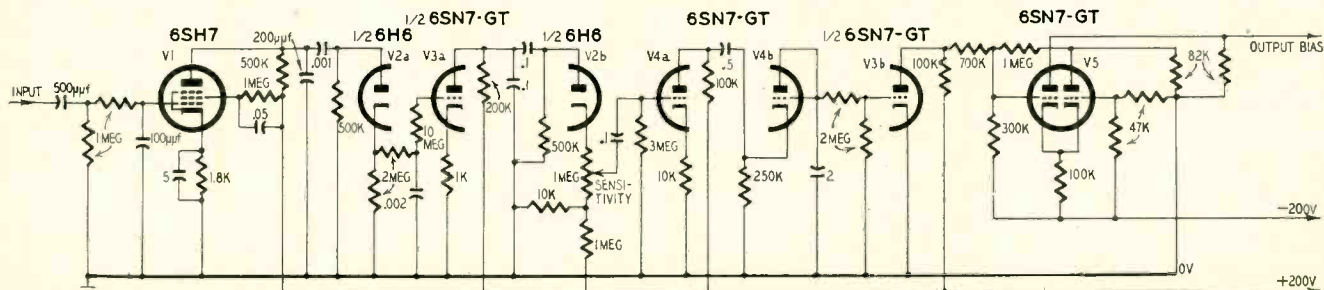 6SH7
V1
200µµf
.001
500K
1MEG
.05
INPUT
500µµf
1MEG
100µµf
5
1.8K
1/2 6H6
V2a
500K
2MEG
.002
10 MEG
1/2 6SN7-GT
V3a
1K
200K
.1
.1
1/2 6H6
V2b
500K
10K
1MEG
SENSI-
TIVITY
1MEG
.1
3MEG
6SN7-GT
V4a
10K
.5
100K
V4b
250K
2
2MEG
1/2 6SN7-GT
V3b
100K
700K
1MEG
300K
6SN7-GT
V5
100K
47K
82K
OUTPUT BIAS
-200V
0V
+200V